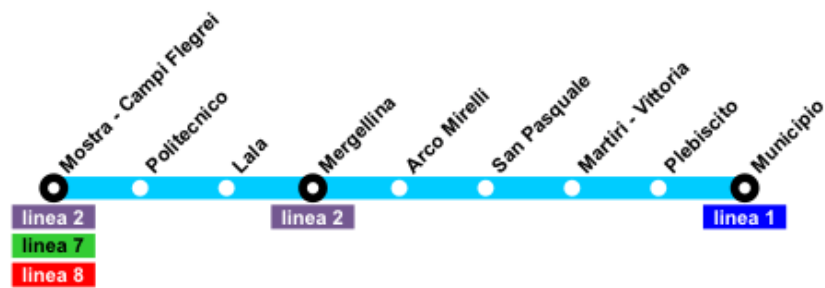 Mostra - Campi Flegrei
Politecnico
Lala
Mergellina
Arco Mirelli
San Pasquale
Martiri - Vittoria
Plebiscito
Municipio
linea 2
linea 7
linea 8
linea 2
linea 1